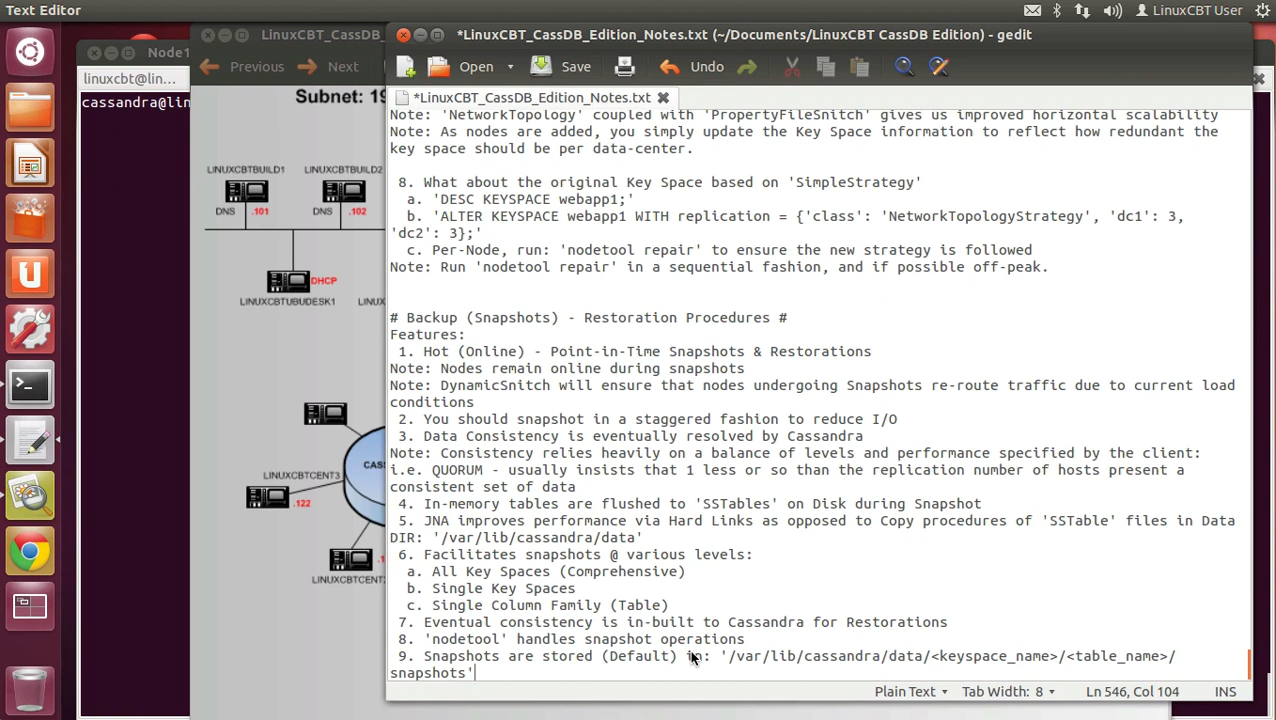 Text Editor
LinuxCBT User
LinuxCBT_CassDB_
*LinuxCBT_CassDB_Edition_Notes.txt (~/Documents/LinuxCBT CassDB Edition) - gedit
Node1
Previous
Next
Open
Save
Undo
linuxcbt@lin...
*LinuxCBT_CassDB_Edition_Notes.txt
cassandra@lin
Subnet: 19
LINUXCBTBUILD1
LINUXCBTBUILD2
DNS
.101
DNS
.102
DHCP
LINUXCBTUBUDESK1
LINUXCBTCENT3
.122
Note: 'NetworkTopology' coupled with 'PropertyFileSnitch' gives us improved horizontal scalability
Note: As nodes are added, you simply update the Key Space information to reflect how redundant the
key space should be per data-center.
8. What about the original Key Space based on 'SimpleStrategy'
a. 'DESC KEYSPACE webapp1;'
b. 'ALTER KEYSPACE webapp1 WITH replication = {'class': 'NetworkTopologyStrategy', 'dc1': 3,
'dc2': 3};'
c. Per-Node, run: 'nodetool repair' to ensure the new strategy is followed
Note: Run 'nodetool repair' in a sequential fashion, and if possible off-peak.
# Backup (Snapshots) - Restoration Procedures #
Features:
1. Hot (Online) - Point-in-Time Snapshots & Restorations
Note: Nodes remain online during snapshots
Note: DynamicSnitch will ensure that nodes undergoing Snapshots re-route traffic due to current load
conditions
2. You should snapshot in a staggered fashion to reduce I/O
3. Data Consistency is eventually resolved by Cassandra
Note: Consistency relies heavily on a balance of levels and performance specified by the client:
i.e. QUORUM - usually insists that 1 less or so than the replication number of hosts present a
consistent set of data
4. In-memory tables are flushed to 'SSTables' on Disk during Snapshot
5. JNA improves performance via Hard Links as opposed to Copy procedures of 'SSTable' files in Data
DIR: '/var/lib/cassandra/data'
6. Facilitates snapshots @ various levels:
a. All Key Spaces (Comprehensive)
b. Single Key Spaces
c. Single Column Family (Table)
7. Eventual consistency is in-built to Cassandra for Restorations
8. 'nodetool' handles snapshot operations
9. Snapshots are stored (Default) in: '/var/lib/cassandra/data/<keyspace_name>/<table_name>/
snapshots'
Plain Text
Tab Width: 8
Ln 546, Col 104
INS